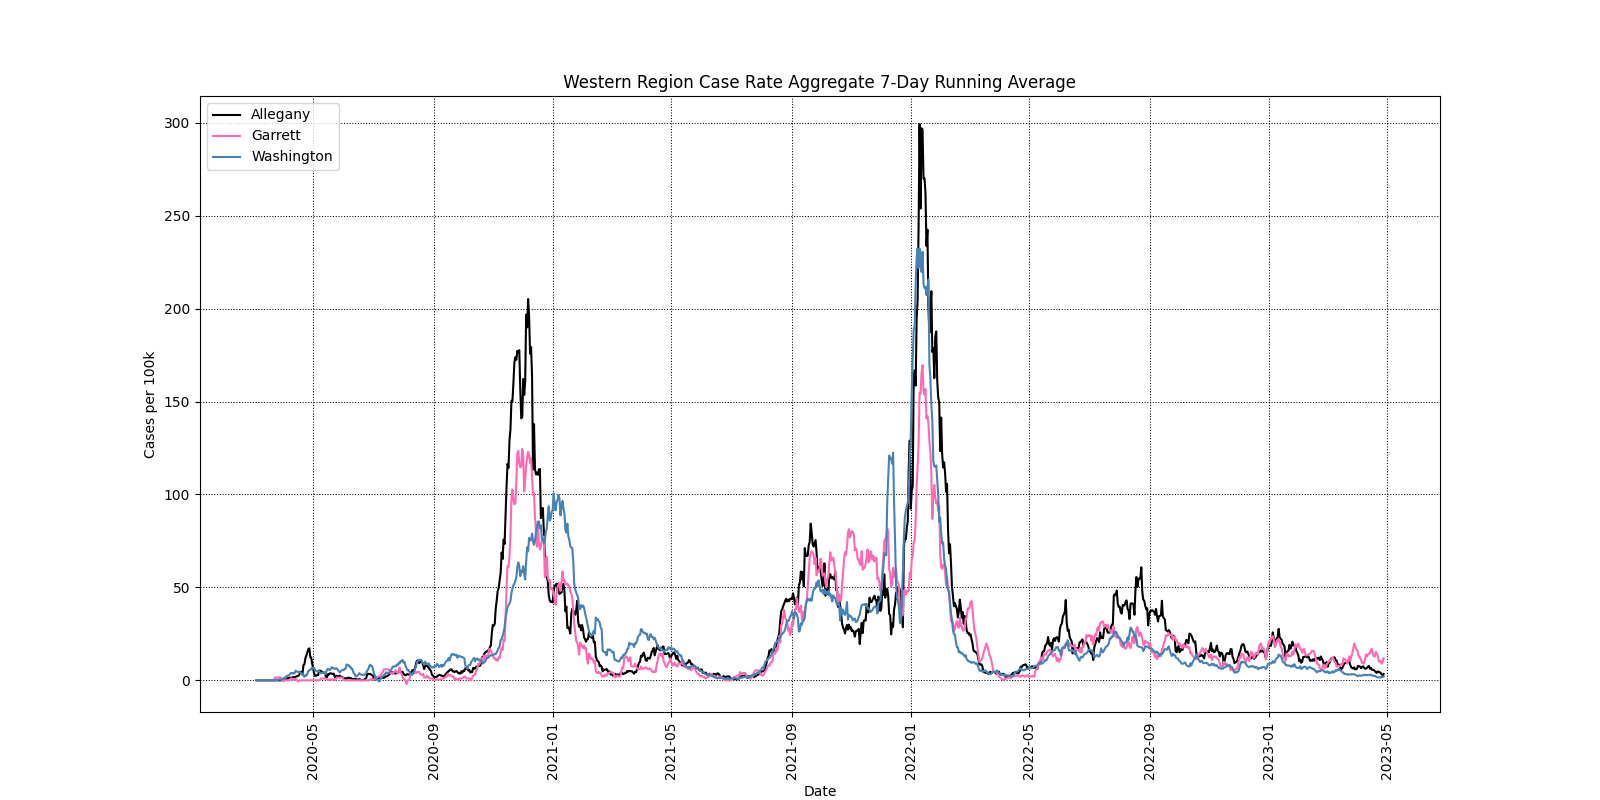 Western Region Case Rate Aggregate 7-Day Running Average
Allegany
Garrett
Washington
300
250
200
150
100
50
0
Cases per 100k
2020-05
2020-09
2021-01
2021-05
2021-09
2022-01
2022-05
2022-09
2023-01
2023-05
Date